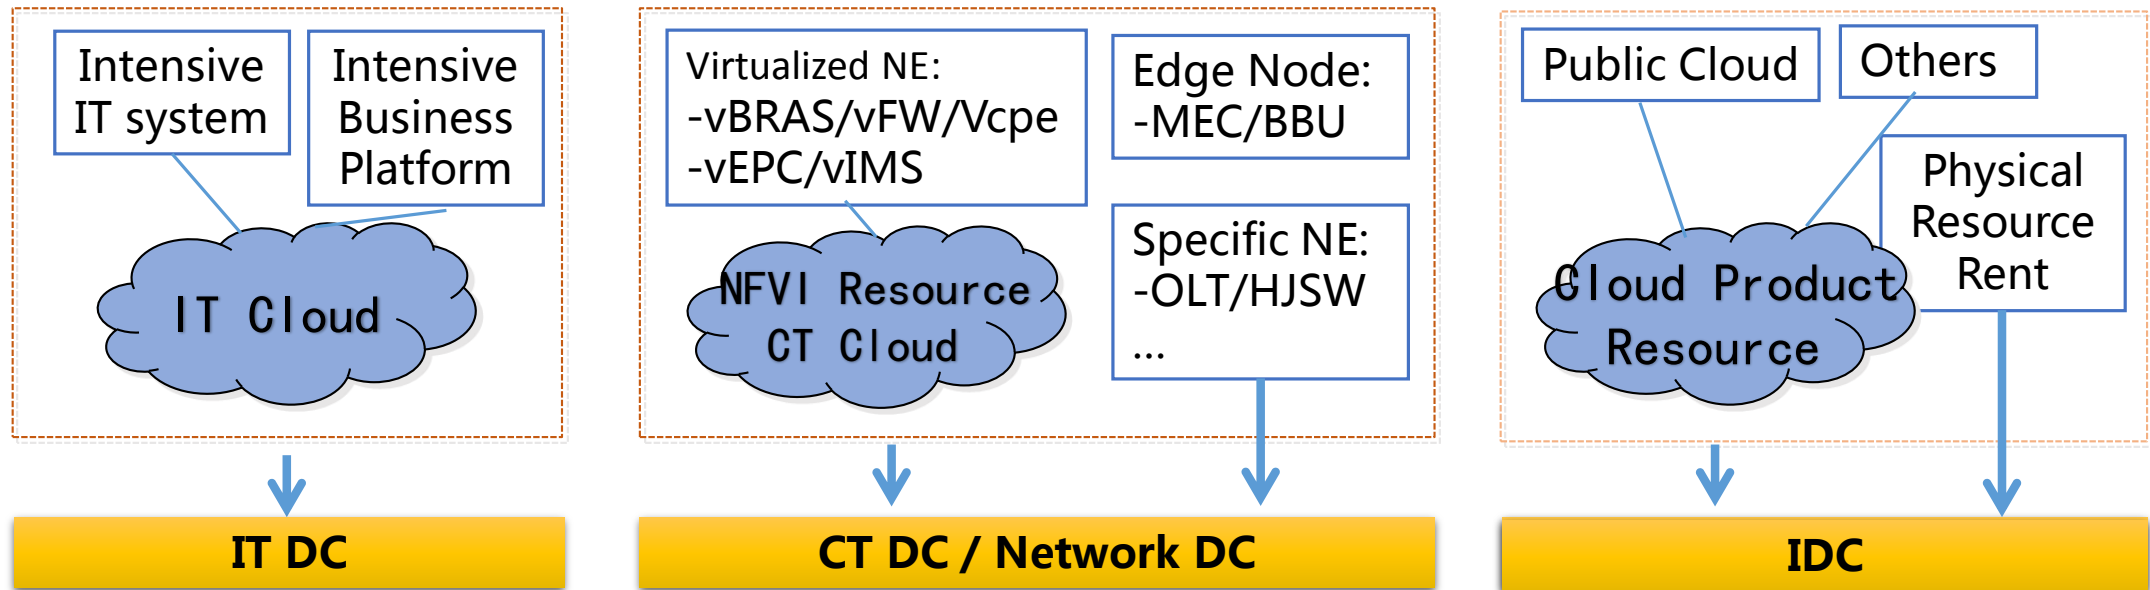 Intensive
IT system
Intensive
Business
Platform
IT Cloud
IT DC
Virtualized NE:
-vBRAS/vFW/Vcpe
-vEPC/vIMS
Edge Node:
-MEC/BBU
Specific NE:
-OLT/HJSW
...
NFVI Resource
CT Cloud
CT DC / Network DC
Public Cloud
Others
Physical
Resource
Rent
Cloud Product
Resource
IDC